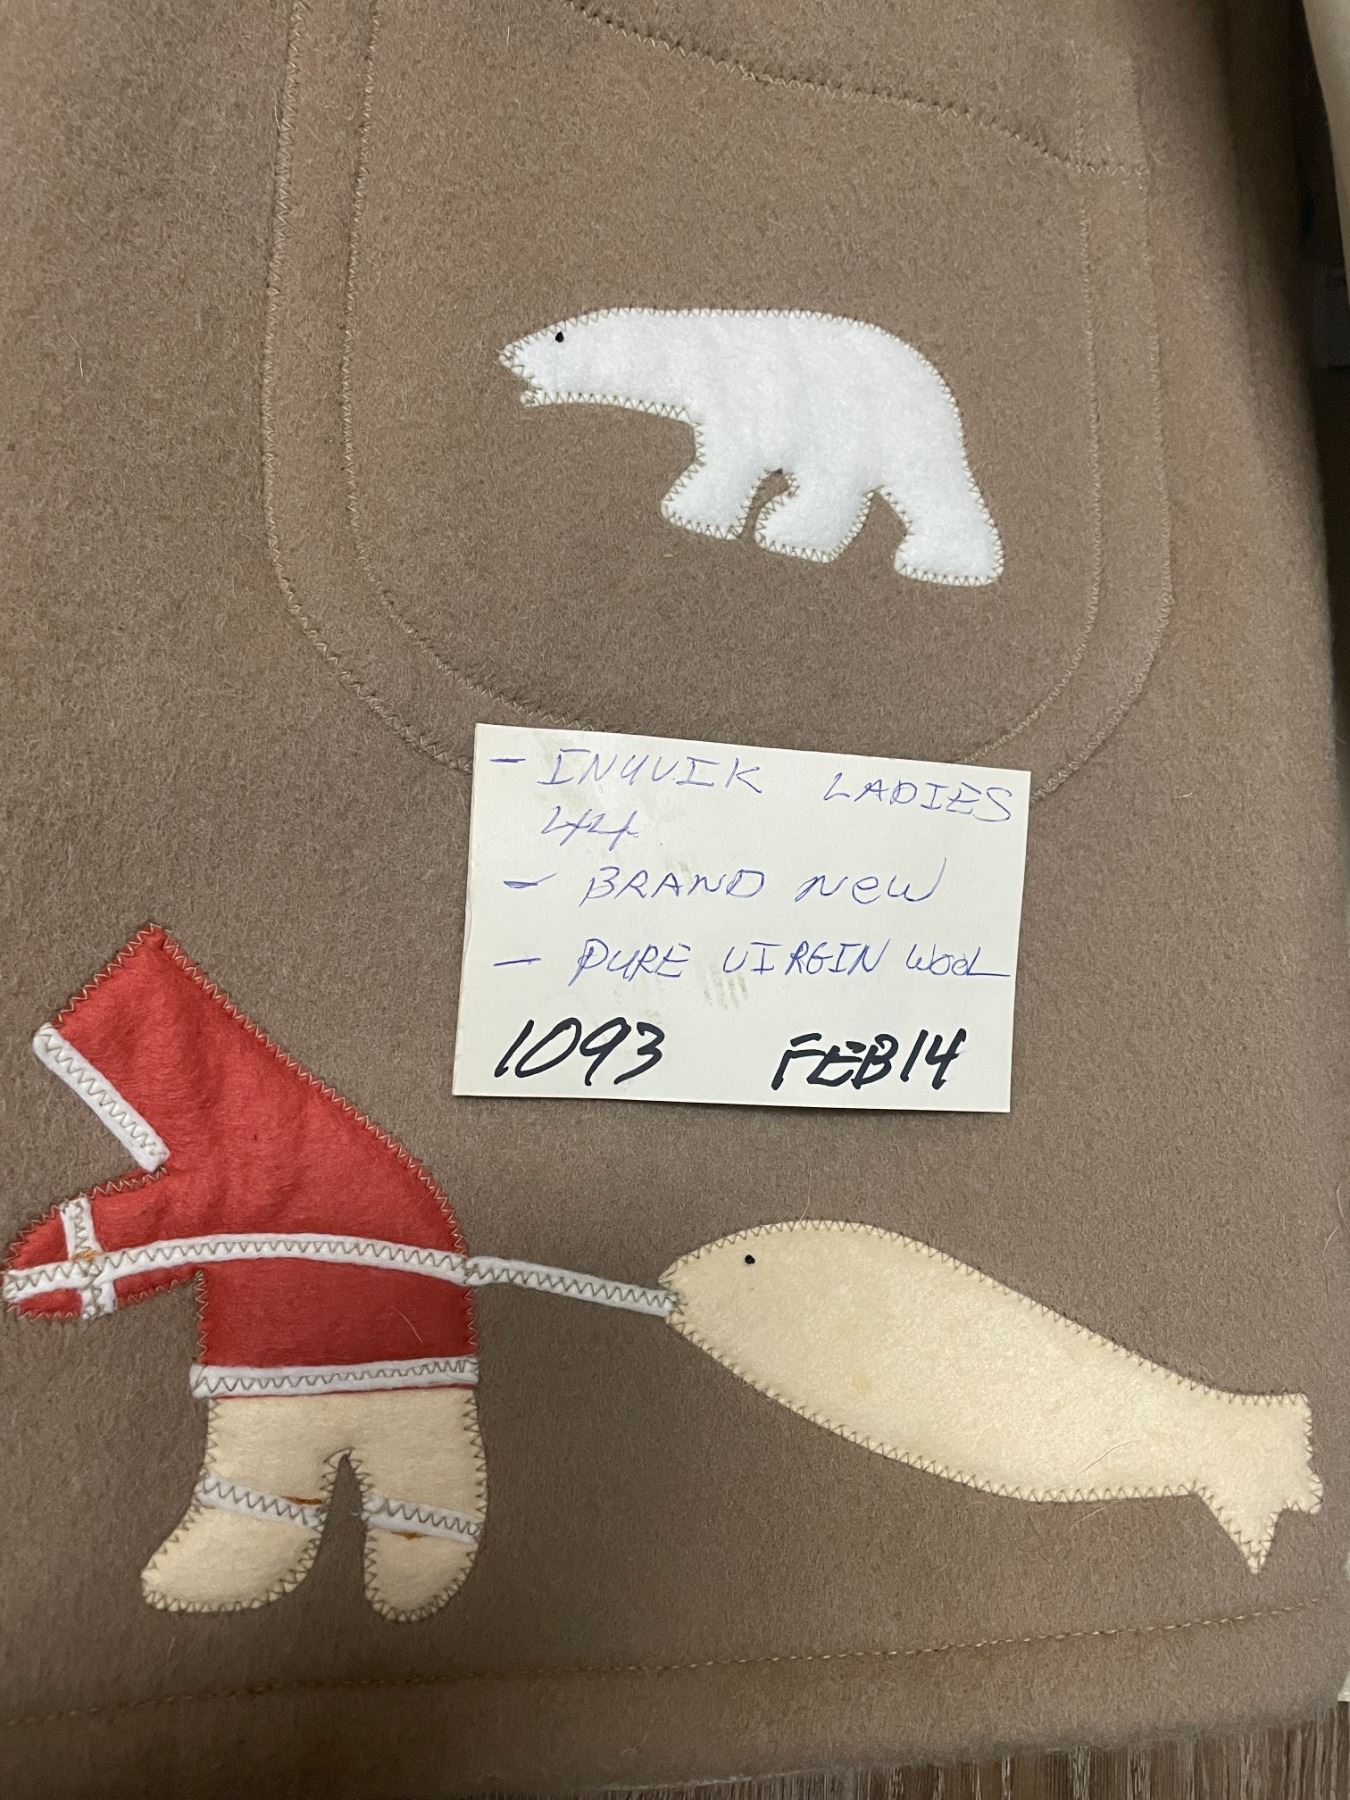 - INUVIK LADIES
44
- BRAND NEW
- PURE VIRGIN WOOL
1093 FEB14